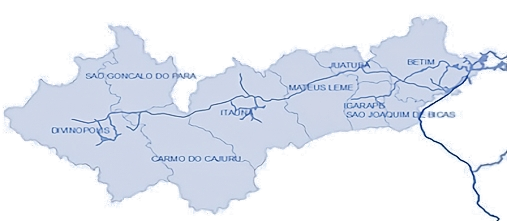 SAO GONCALO DO PARA
JUATUBA
BETIM
MATEUS LEME
IGARAPE
ITAUNA
SAO JOAQUIM DE BICAS
DIVINOPOLIS
CARMO DO CAJURU